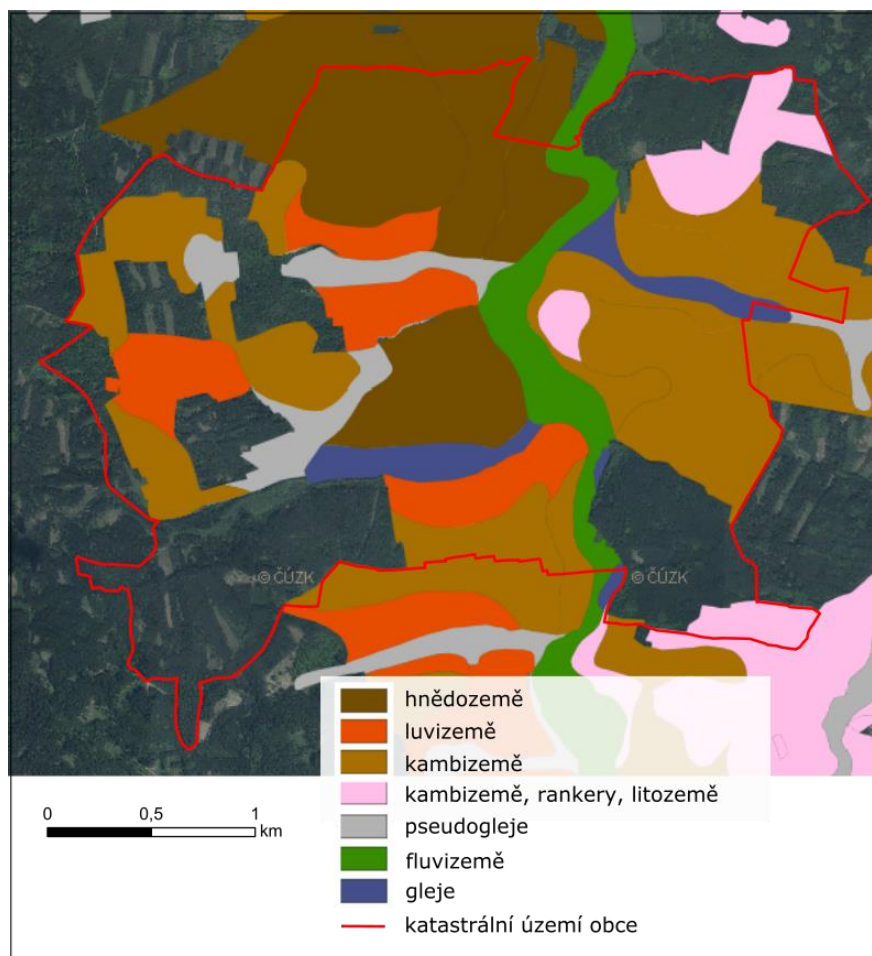 © ČÚZK
© ČÚZK
hnědozemě
luvizemě
kambizemě
kambizemě, rankery, litozemě
pseudogleje
fluvizemě
gleje
katastrální území obce
0 0,5 1
km